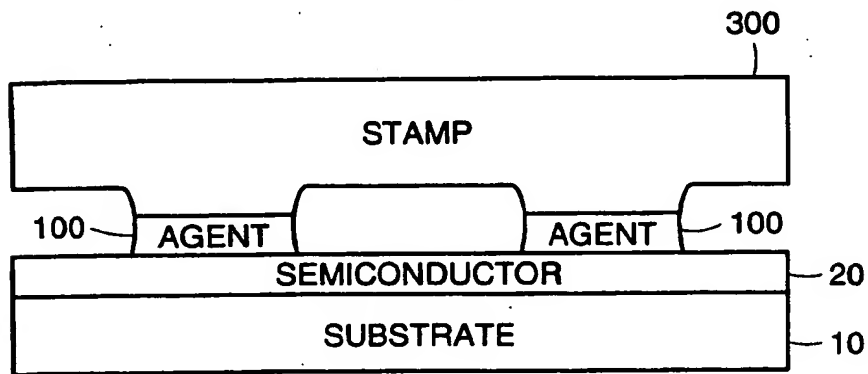 300
STAMP
100 AGENT AGENT 100
SEMICONDUCTOR 20
SUBSTRATE 10